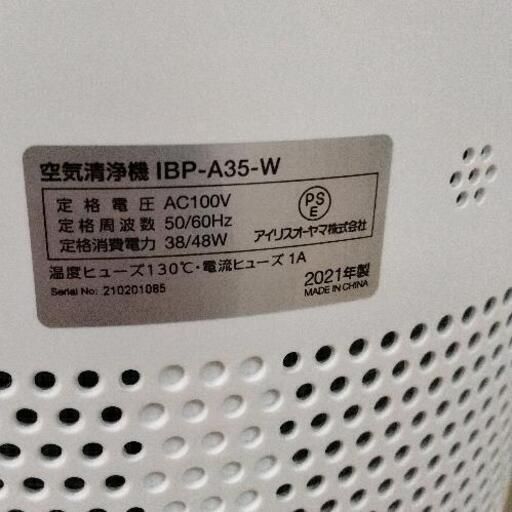 空気清浄機 IBP-A35-W
定格電圧 AC100V
定格周波数 50/60Hz
定格消費電力 38/48W
PS
E
アイリスオーヤマ株式会社
温度ヒューズ130℃・電流ヒューズ 1A
Serial No: 210201085
2021年製
MADE IN CHINA